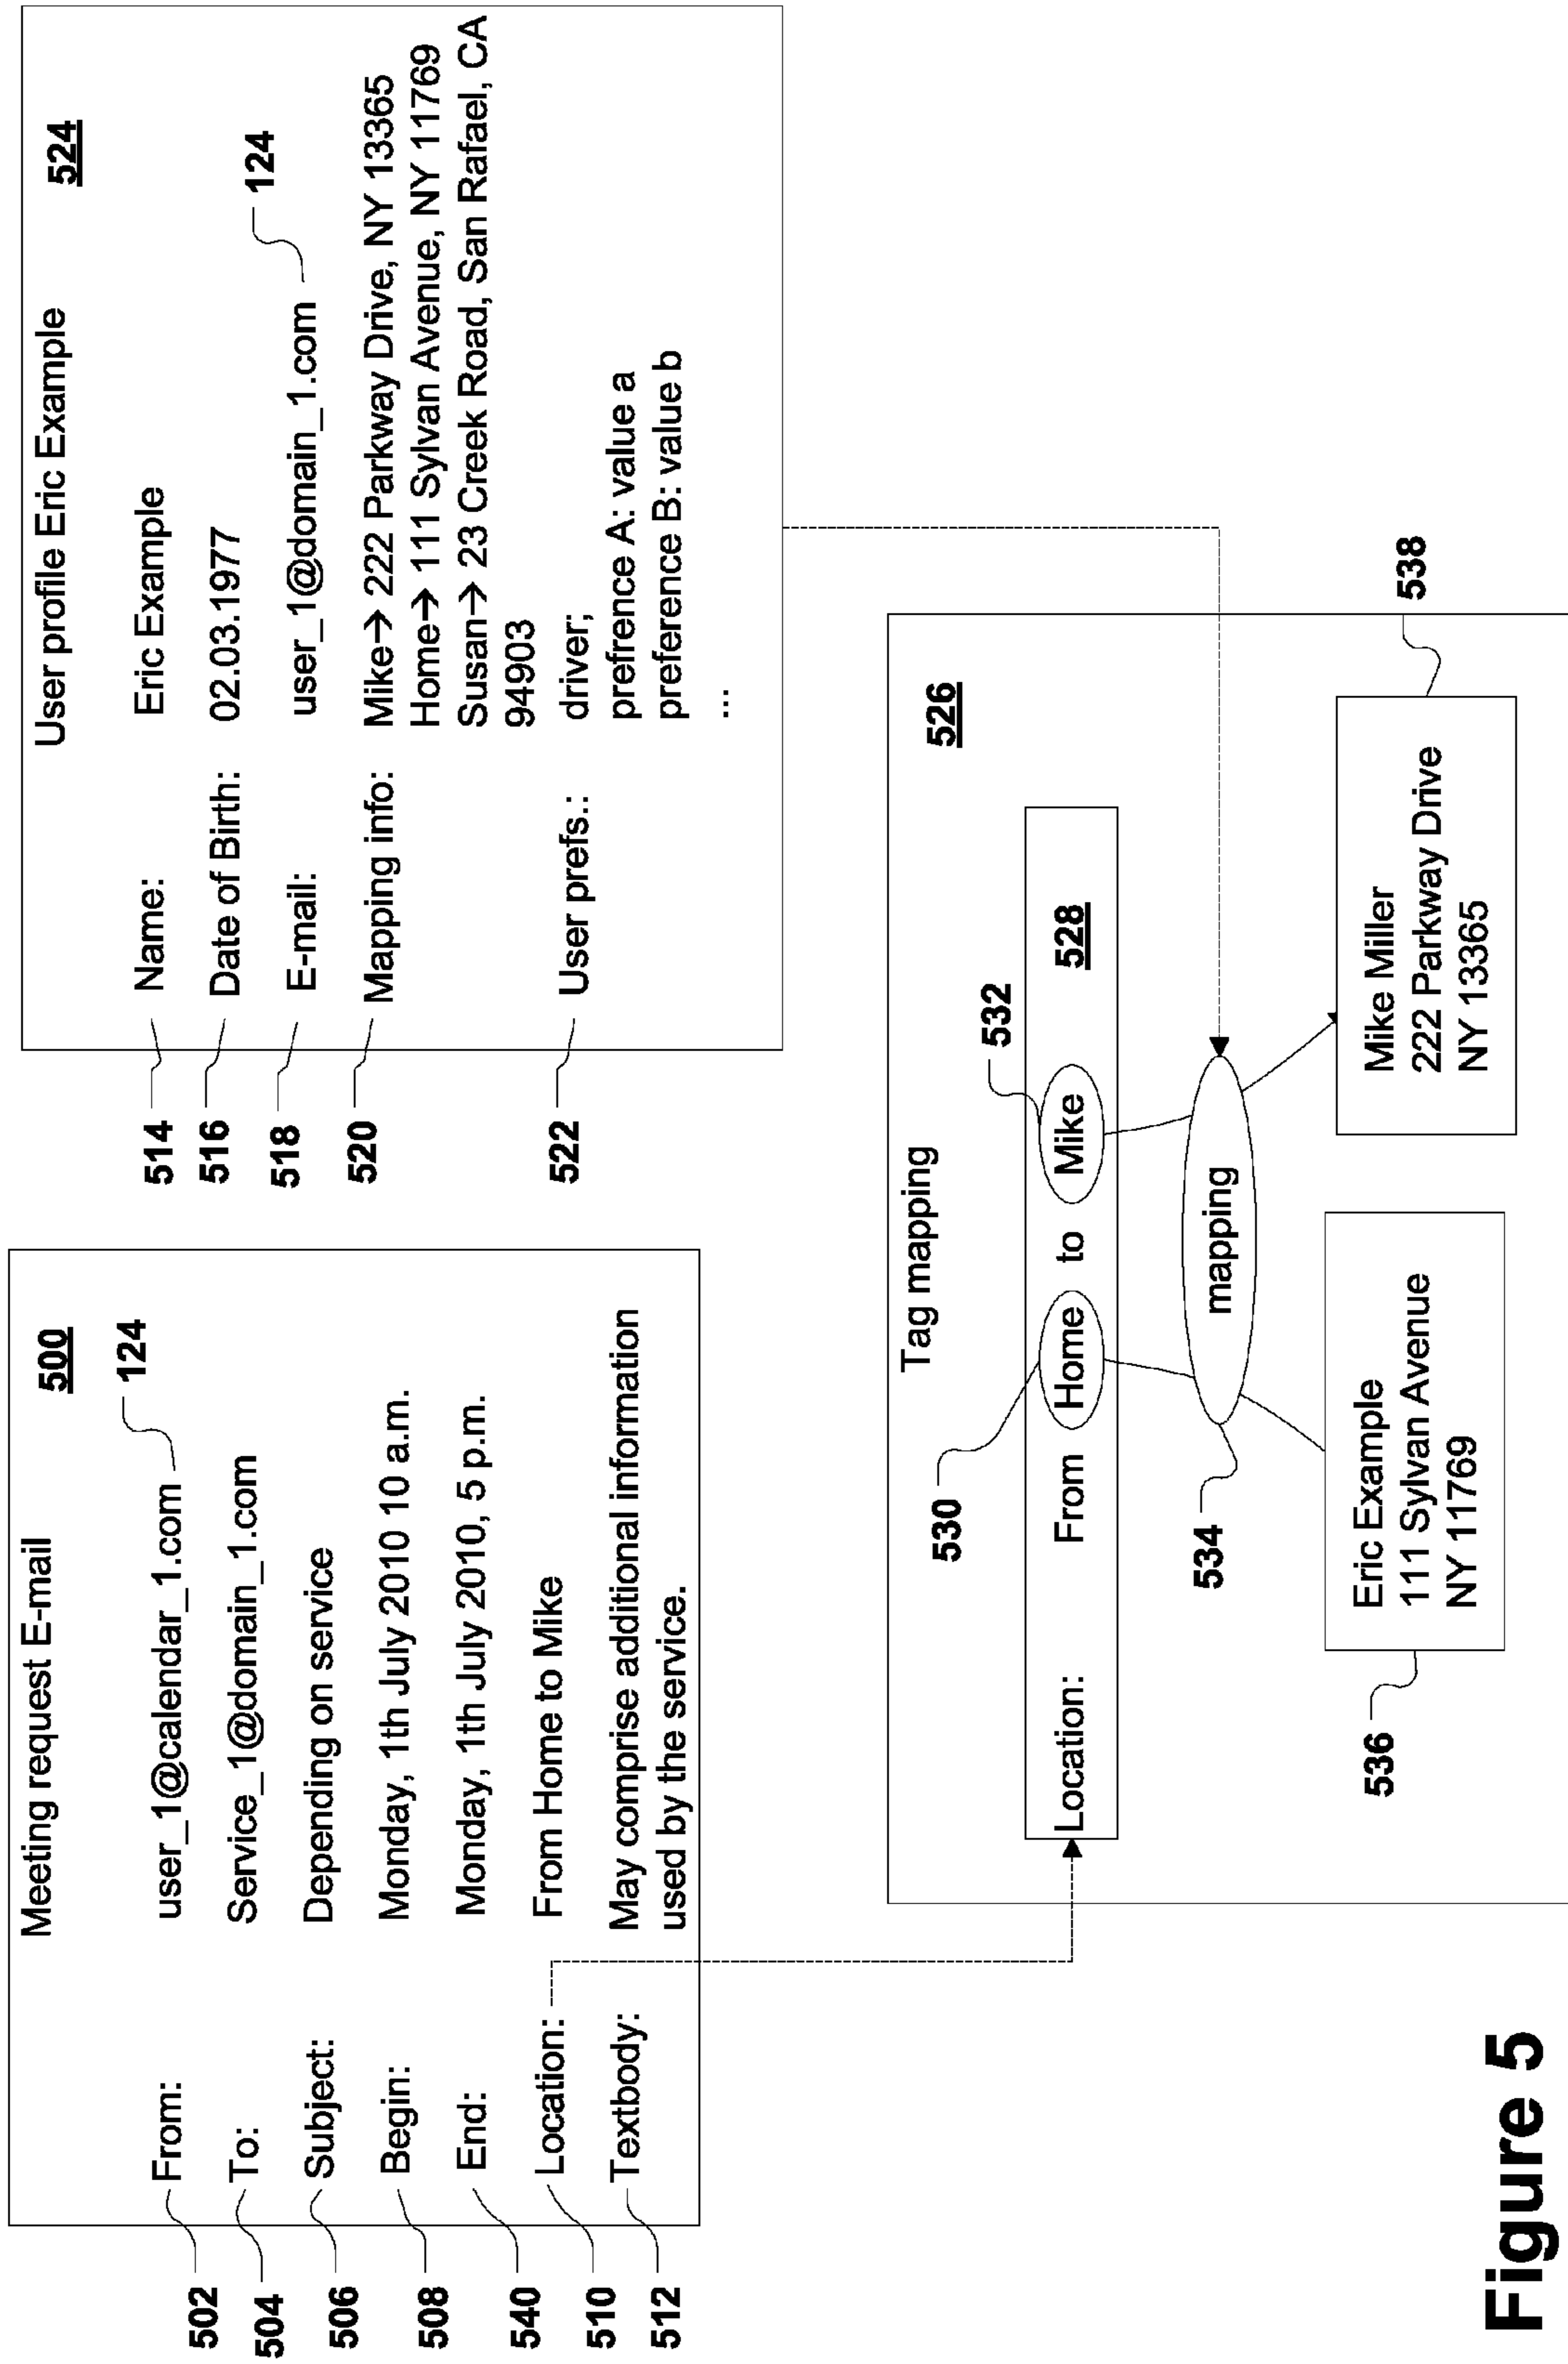 Meeting request E-mail
500
502 From: user_1@calendar_1.com 124
504 To: Service_1@domain_1.com
506 Subject: Depending on service
508 Begin: Monday, 1th July 2010 10 a.m.
540 End: Monday, 1th July 2010, 5 p.m.
510 Location: From Home to Mike
512 Textbody: May comprise additional information
used by the service.
User profile Eric Example
524
514 Name: Eric Example
516 Date of Birth: 02.03.1977
518 E-mail: user_1@domain_1.com 124
520 Mapping info: Mike→ 222 Parkway Drive, NY 13365
Home→ 111 Sylvan Avenue, NY 11769
Susan→ 23 Creek Road, San Rafael, CA
94903
522 User prefs.: driver;
prefrence A: value a
preference B: value b
...
Tag mapping
526
530
532
Location: From Home to Mike 528
534
mapping
536
Eric Example
111 Sylvan Avenue
NY 11769
Mike Miller
222 Parkway Drive
NY 13365
538
Figure 5